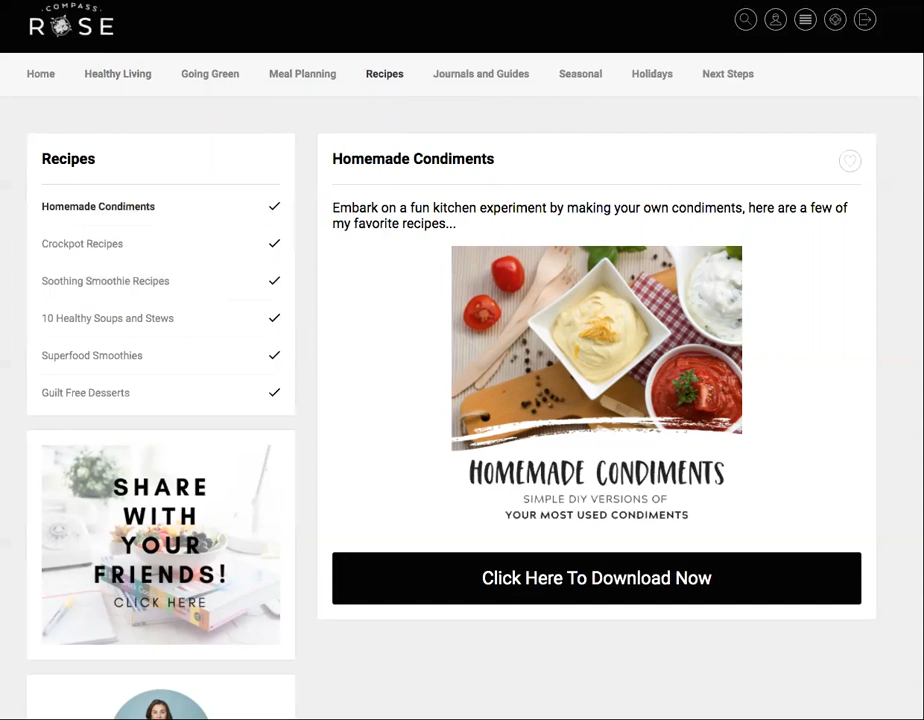 COMPASS
ROSE
Home Healthy Living Going Green Meal Planning Recipes Journals and Guides Seasonal Holidays Next Steps
Recipes
Homemade Condiments
Crockpot Recipes
Soothing Smoothie Recipes
10 Healthy Soups and Stews
Superfood Smoothies
Guilt Free Desserts
SHARE
WITH
YOUR
FRIENDS!
CLICK HERE
Homemade Condiments
Embark on a fun kitchen experiment by making your own condiments, here are a few of
my favorite recipes...
HOMEMADE CONDIMENTS
SIMPLE DIY VERSIONS OF
YOUR MOST USED CONDIMENTS
Click Here To Download Now